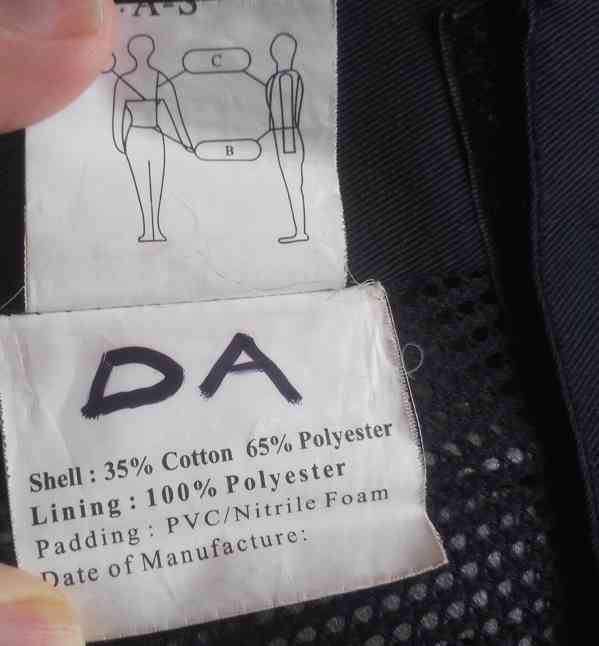 C
B
DA
Shell : 35% Cotton 65% Polyester
Lining : 100% Polyester
Padding : PVC/Nitrile Foam
Date of Manufacture: